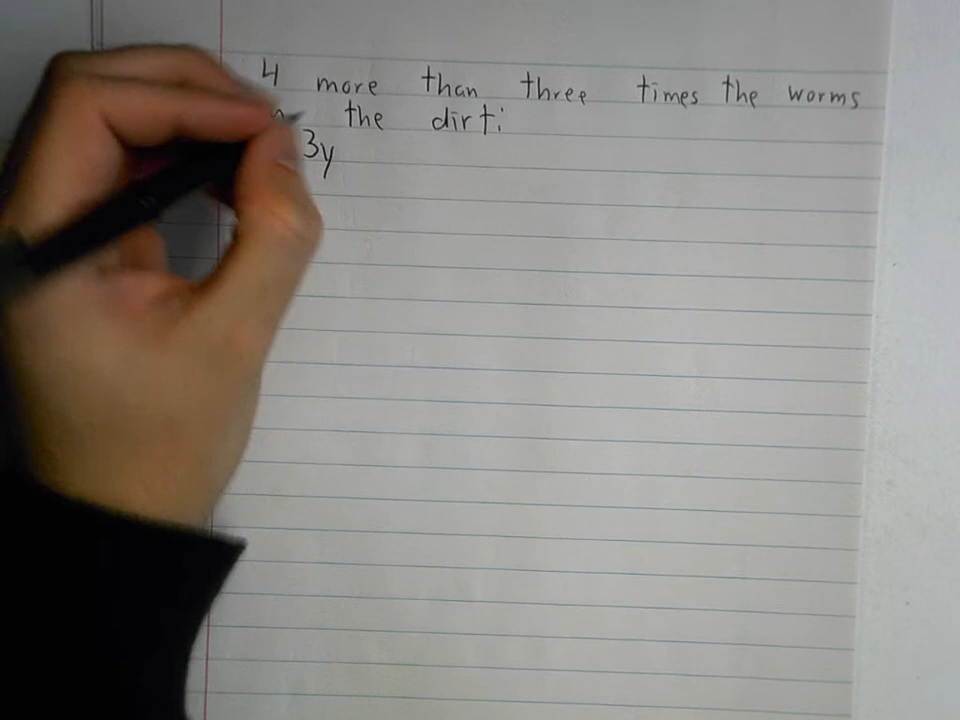 4 more than three times the worms
the dirt:
3y